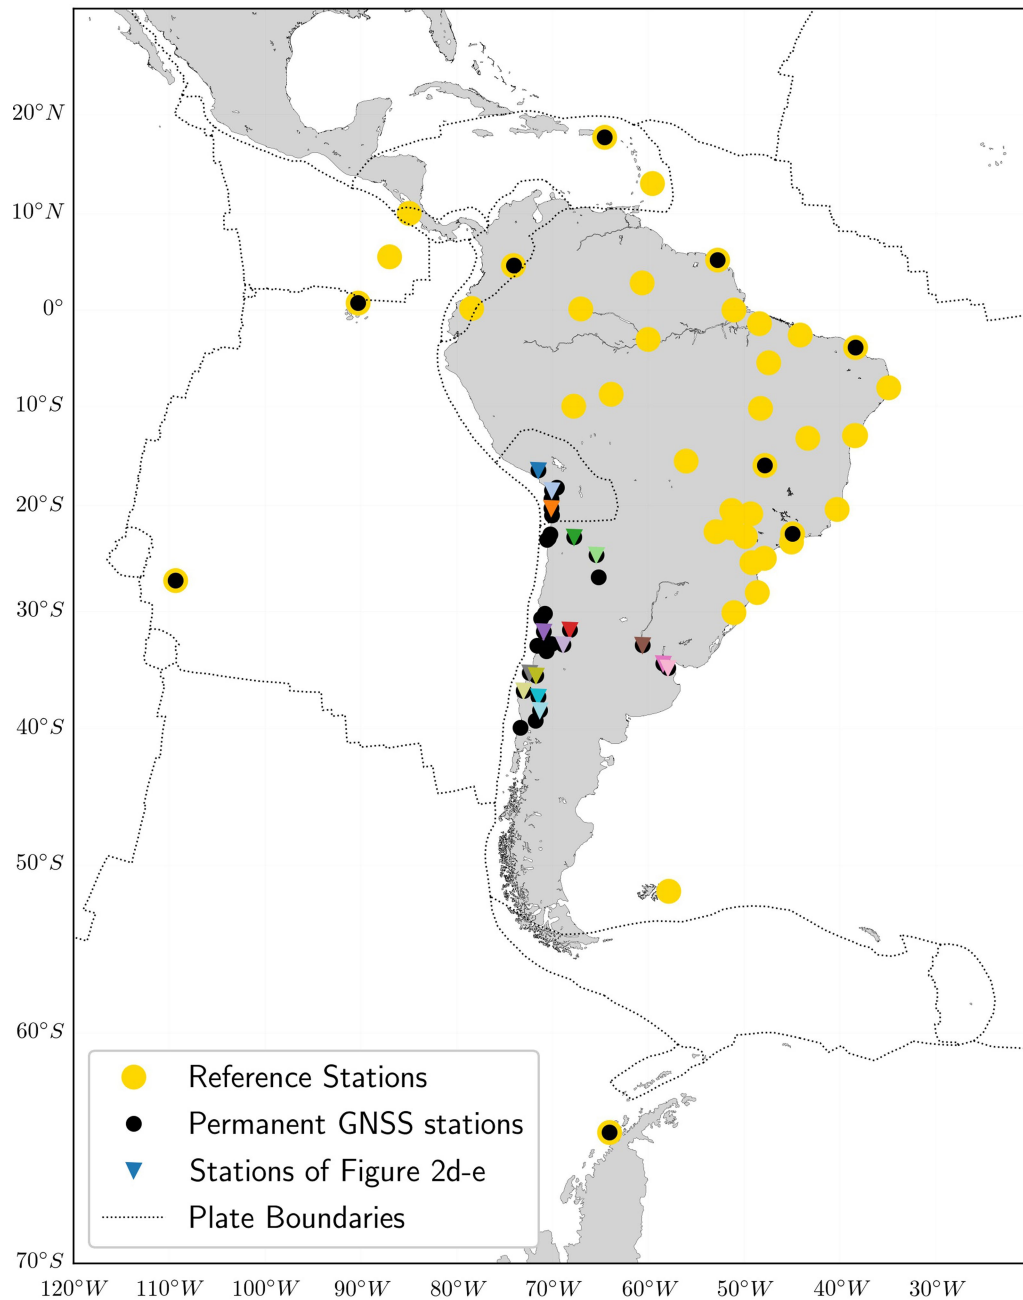 20°N
10°N
0°
10°S
20°S
30°S
40°S
50°S
60°S
70°S
Reference Stations
Permanent GNSS stations
Stations of Figure 2d-e
Plate Boundaries
120°W 110°W 100°W 90°W 80°W 70°W 60°W 50°W 40°W 30°W